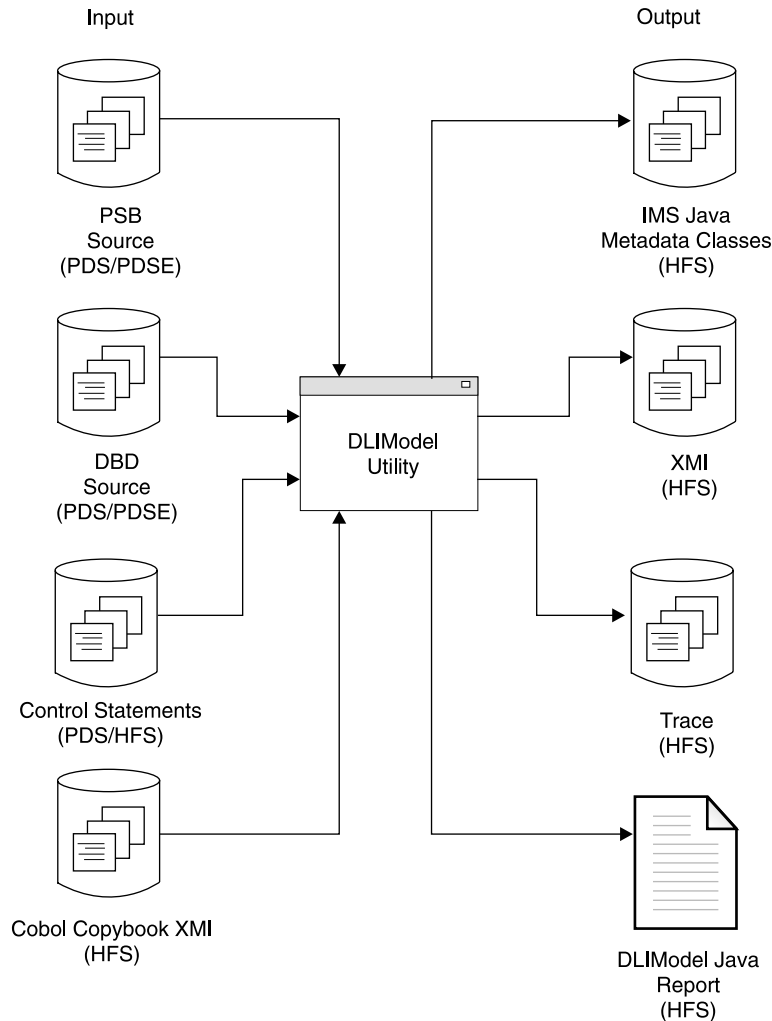 Input
Output
PSB
Source
(PDS/PDSE)
IMS Java
Metadata Classes
(HFS)
DBD
Source
(PDS/PDSE)
DLIModel
Utility
XMI
(HFS)
Control Statements
(PDS/HFS)
Trace
(HFS)
Cobol Copybook XMI
(HFS)
DLIModel Java
Report
(HFS)